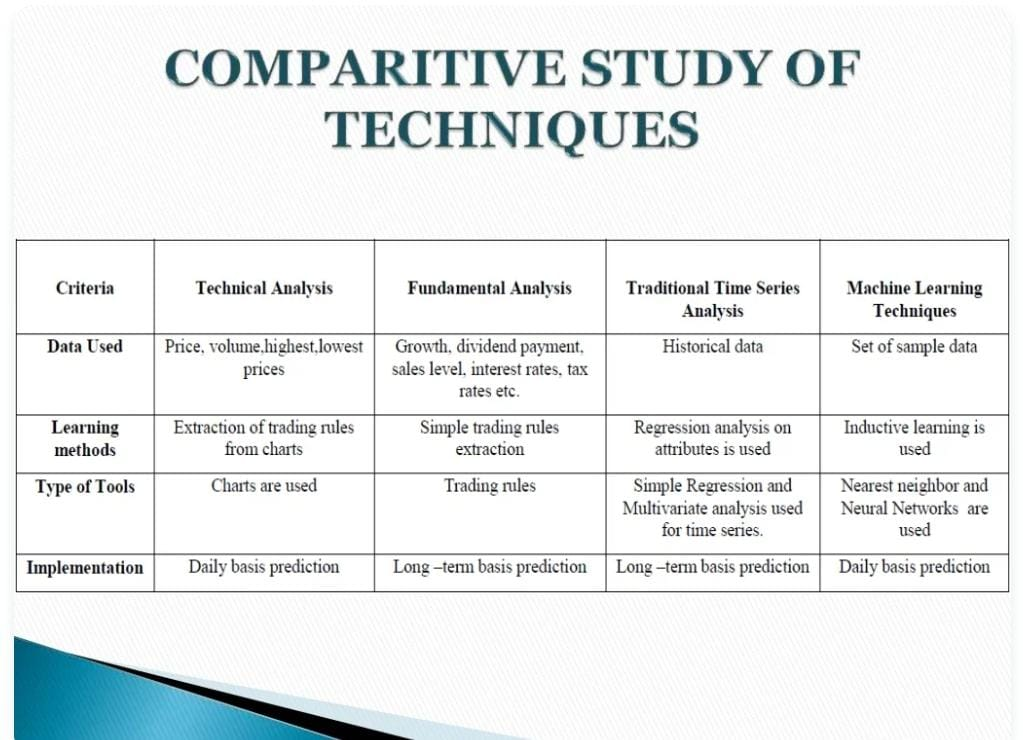 COMPARITIVE STUDY OF
TECHNIQUES
Criteria
Technical Analysis
Fundamental Analysis
Traditional Time Series
Analysis
Machine Learning
Techniques
Data Used
Price, volume,highest,lowest
prices
Growth, dividend payment,
sales level, interest rates, tax
rates etc.
Historical data
Set of sample data
Learning
methods
Extraction of trading rules
from charts
Simple trading rules
extraction
Regression analysis on
attributes is used
Inductive learning is
used
Type of Tools
Charts are used
Trading rules
Simple Regression and
Multivariate analysis used
for time series.
Nearest neighbor and
Neural Networks are
used
Implementation
Daily basis prediction
Long –term basis prediction
Long –term basis prediction
Daily basis prediction